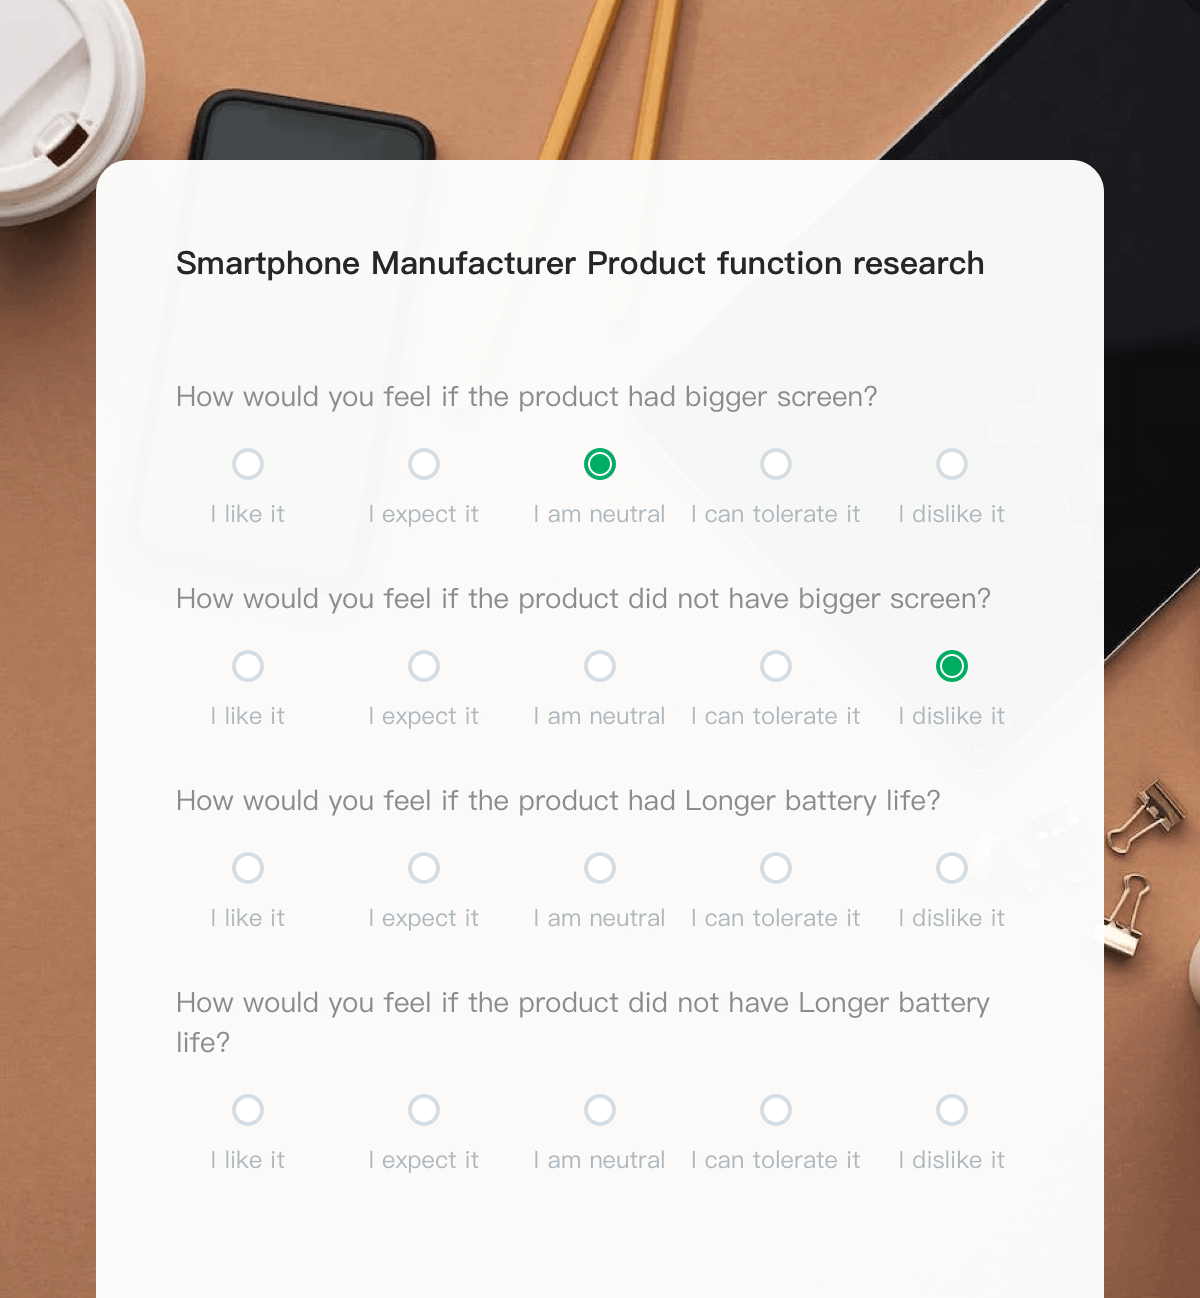 Smartphone Manufacturer Product function research
How would you feel if the product had bigger screen?
I like it I expect it I am neutral I can tolerate it I dislike it
How would you feel if the product did not have bigger screen?
I like it I expect it I am neutral I can tolerate it I dislike it
How would you feel if the product had Longer battery life?
I like it I expect it I am neutral I can tolerate it I dislike it
How would you feel if the product did not have Longer battery
life?
I like it I expect it I am neutral I can tolerate it I dislike it